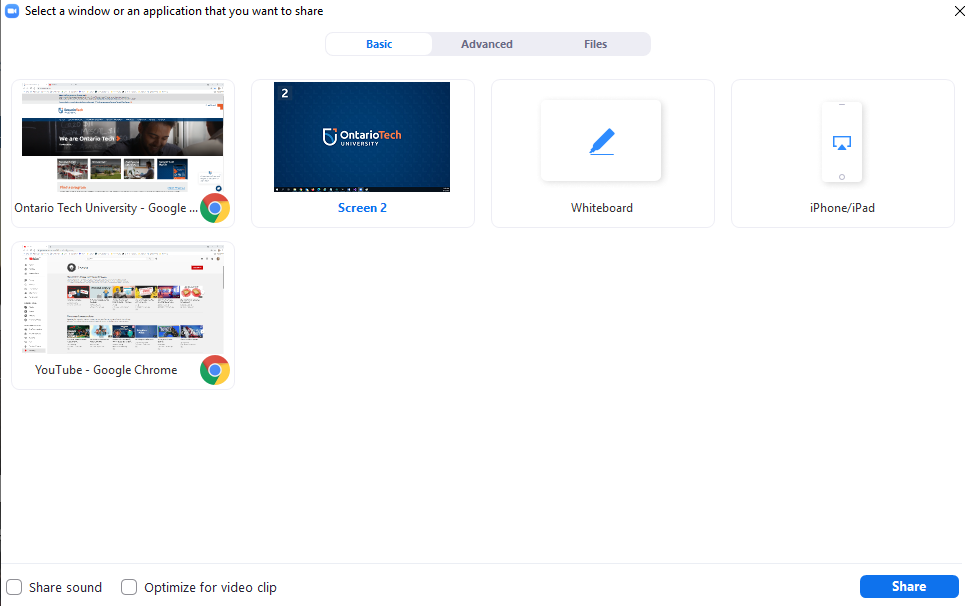 Select a window or an application that you want to share
Basic
Advanced
Files
We are Ontario Tech
2
OntarioTech
UNIVERSITY
Ontario Tech University - Google ...
Screen 2
Whiteboard
iPhone/iPad
YouTube - Google Chrome
Share sound
Optimize for video clip
Share